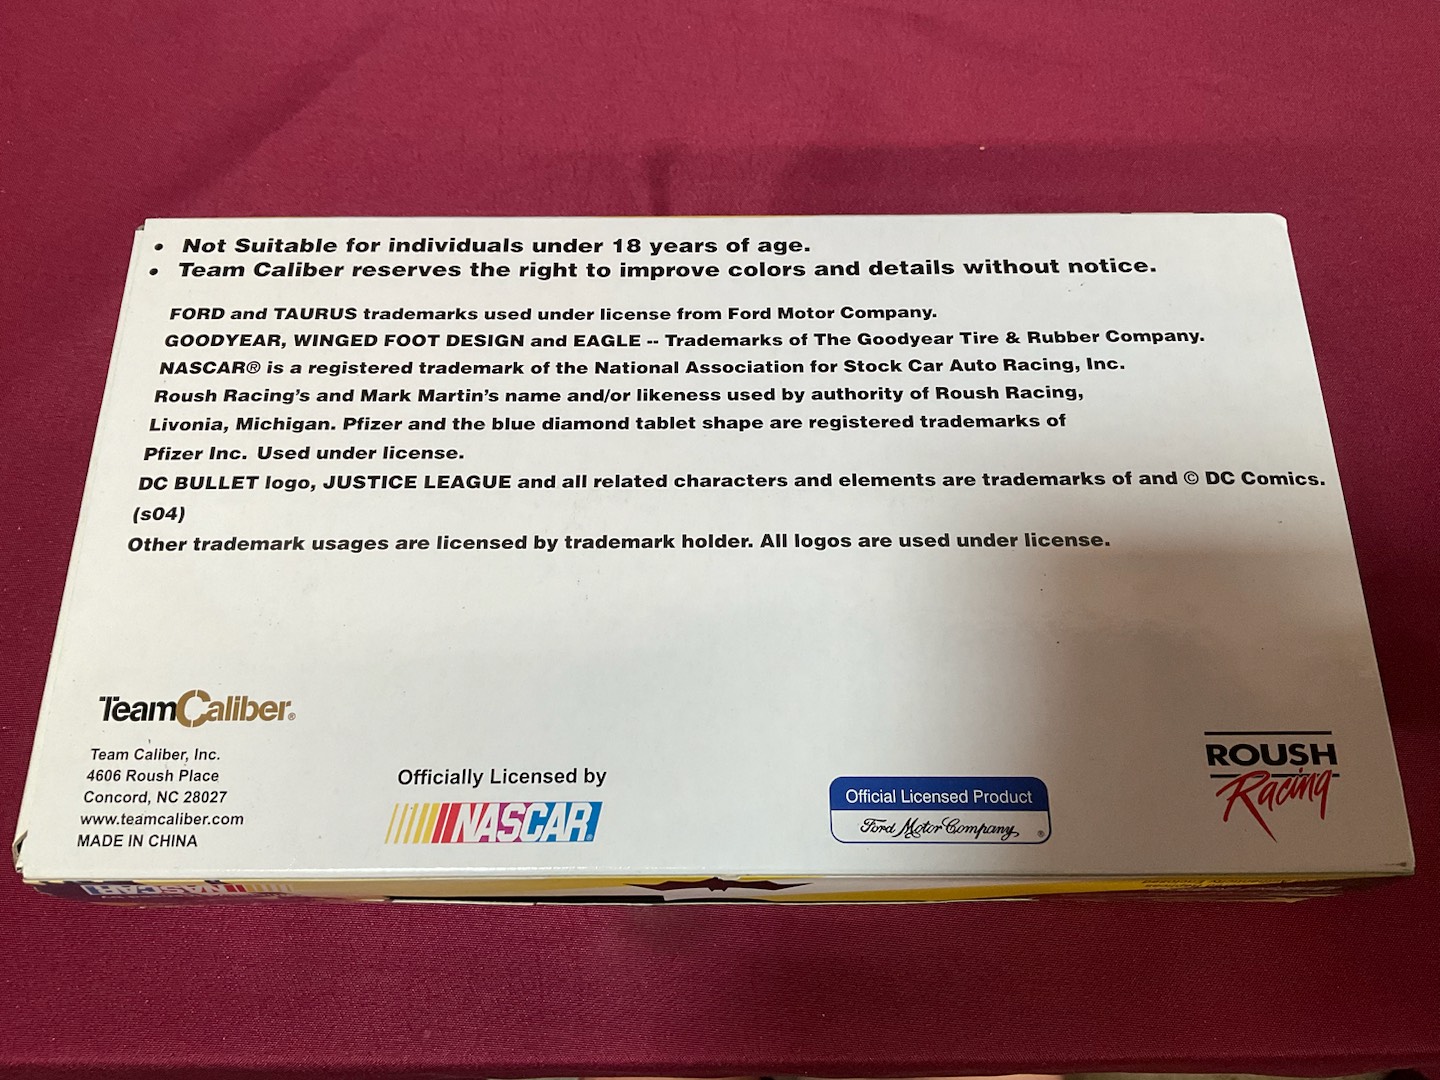 • Not Suitable for individuals under 18 years of age.
• Team Caliber reserves the right to improve colors and details without notice.
FORD and TAURUS trademarks used under license from Ford Motor Company.
GOODYEAR, WINGED FOOT DESIGN and EAGLE -- Trademarks of The Goodyear Tire & Rubber Company.
NASCAR® is a registered trademark of the National Association for Stock Car Auto Racing, Inc.
Roush Racing's and Mark Martin's name and/or likeness used by authority of Roush Racing,
Livonia, Michigan. Pfizer and the blue diamond tablet shape are registered trademarks of
Pfizer Inc. Used under license.
DC BULLET logo, JUSTICE LEAGUE and all related characters and elements are trademarks of and © DC Comics.
(s04)
Other trademark usages are licensed by trademark holder. All logos are used under license.
TeamCaliber®
Team Caliber, Inc.
4606 Roush Place
Concord, NC 28027
www.teamcaliber.com
MADE IN CHINA
Officially Licensed by
NASCAR®
Official Licensed Product
Ford Motor Company ®
ROUSH
Racing
NASCAR